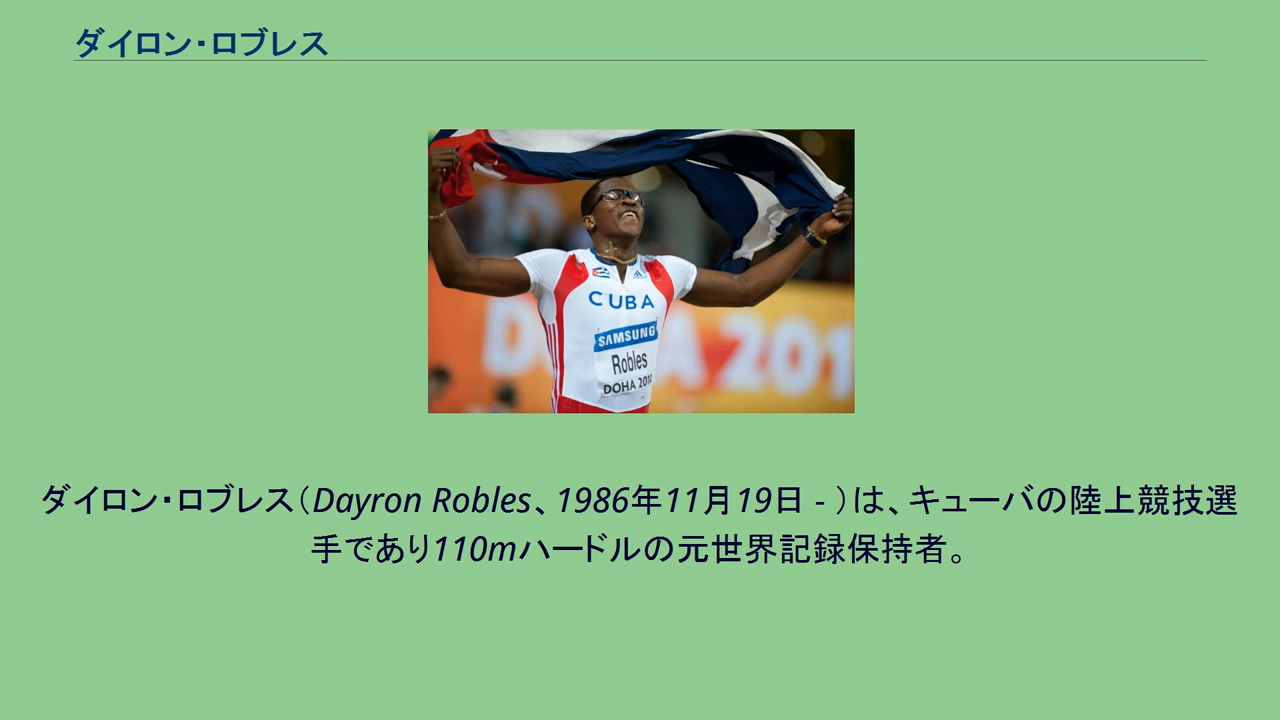 ダイロン・ロブレス
CUBA
SAMSUNG
Robles
DOHA 201
201
ダイロン・ロブレス（Dayron Robles、1986年11月19日 - ）は、キューバの陸上競技選
手であり110mハードルの元世界記録保持者。